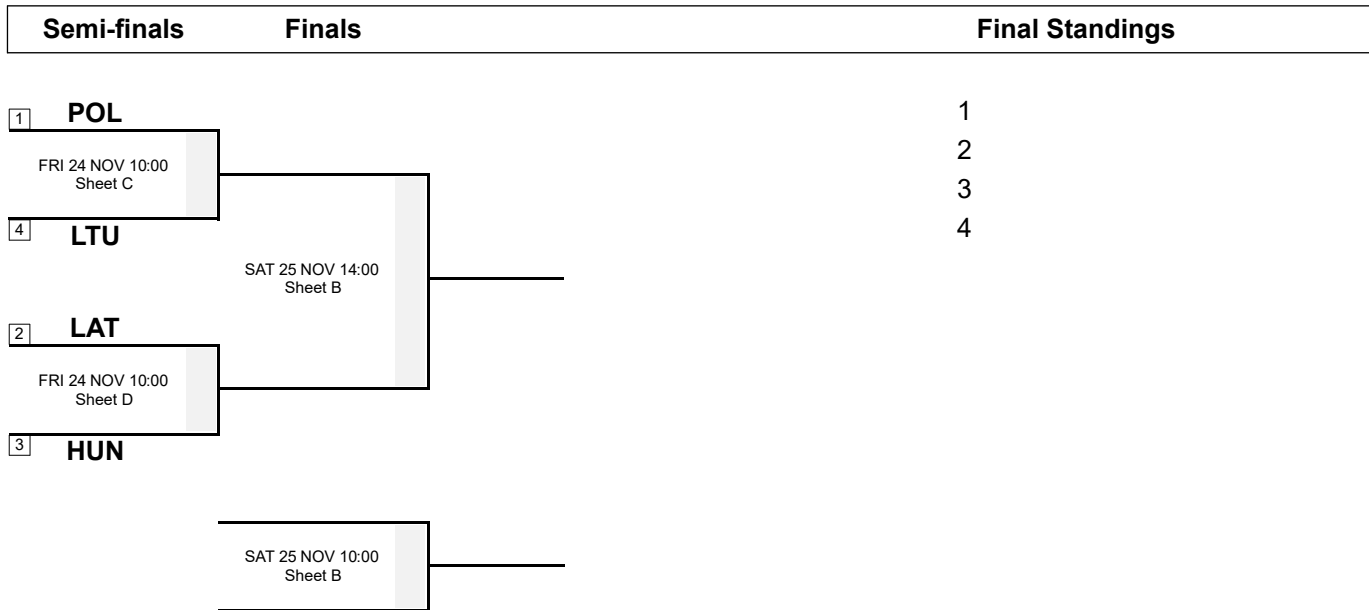 Semi-finals Finals Final Standings
1 POL
FRI 24 NOV 10:00
Sheet C
4 LTU
SAT 25 NOV 14:00
Sheet B
2 LAT
FRI 24 NOV 10:00
Sheet D
3 HUN
SAT 25 NOV 10:00
Sheet B
1
2
3
4